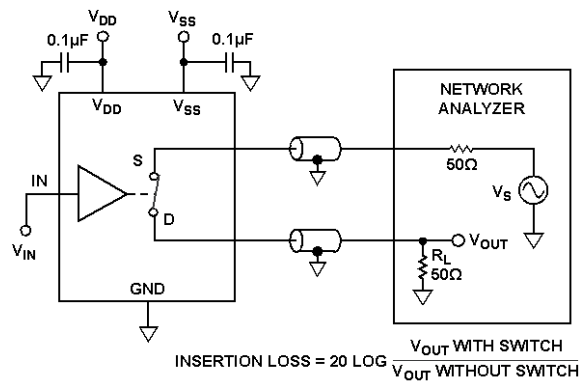 VDD
VSS
0.1µF
0.1µF
VDD
VSS
NETWORK
ANALYZER
S
50Ω
IN
VS
D
VIN
VOUT
RL
50Ω
GND
INSERTION LOSS = 20 LOG VOUT WITH SWITCH
VOUT WITHOUT SWITCH